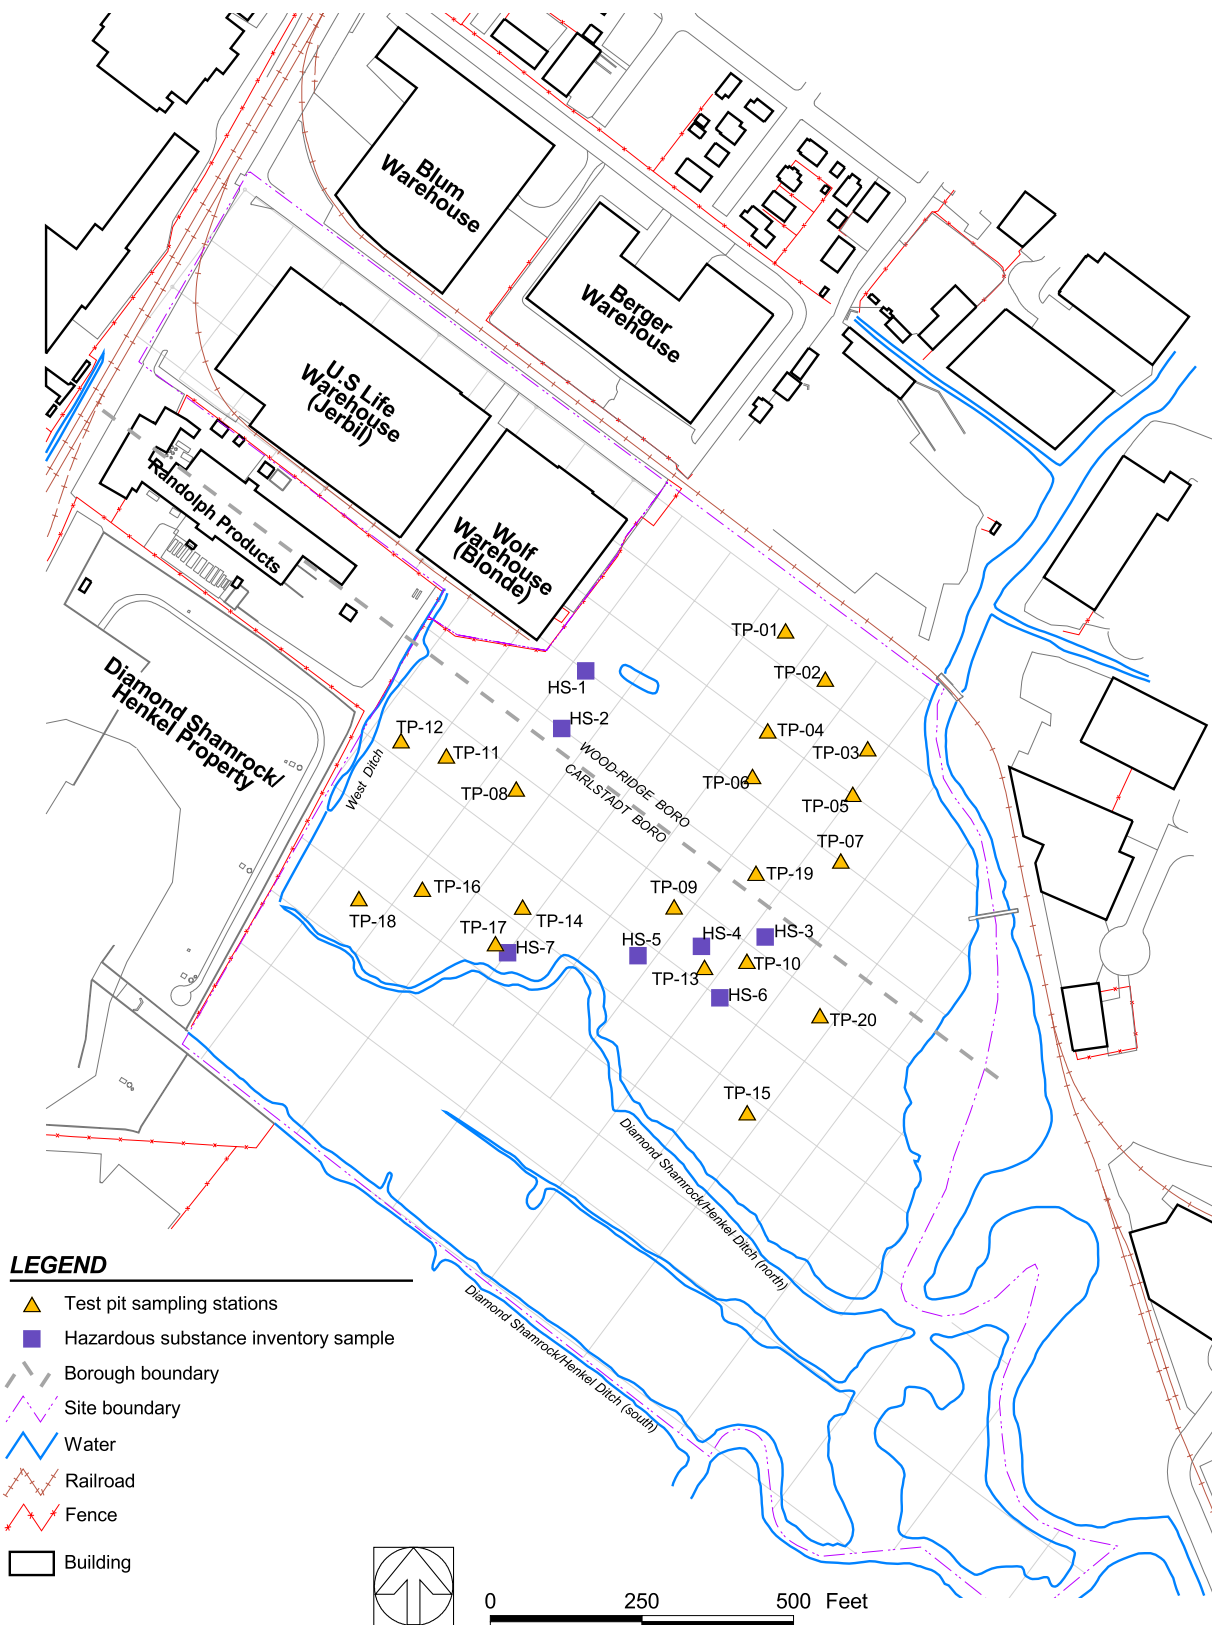 Blum
Warehouse
Berger
Warehouse
U.S Life
Warehouse
(Jerbil)
Randolph Products
Wolf
Warehouse
(Blonde)
Diamond Shamrock/
Henkel Property
TP-01
TP-02
HS-1
HS-2
TP-12
TP-11
TP-04
TP-03
WOOD-RIDGE BORO
CARLSTADT BORO
West Ditch
TP-08
TP-06
TP-05
TP-07
TP-19
TP-16
TP-09
TP-18
TP-14
TP-17
HS-7
HS-5
HS-4
HS-3
TP-13
TP-10
HS-6
TP-20
TP-15
Diamond Shamrock/Henkel Ditch (north)
Diamond Shamrock/Henkel Ditch (south)
LEGEND
Test pit sampling stations
Hazardous substance inventory sample
Borough boundary
Site boundary
Water
Railroad
Fence
Building
0 250 500 Feet